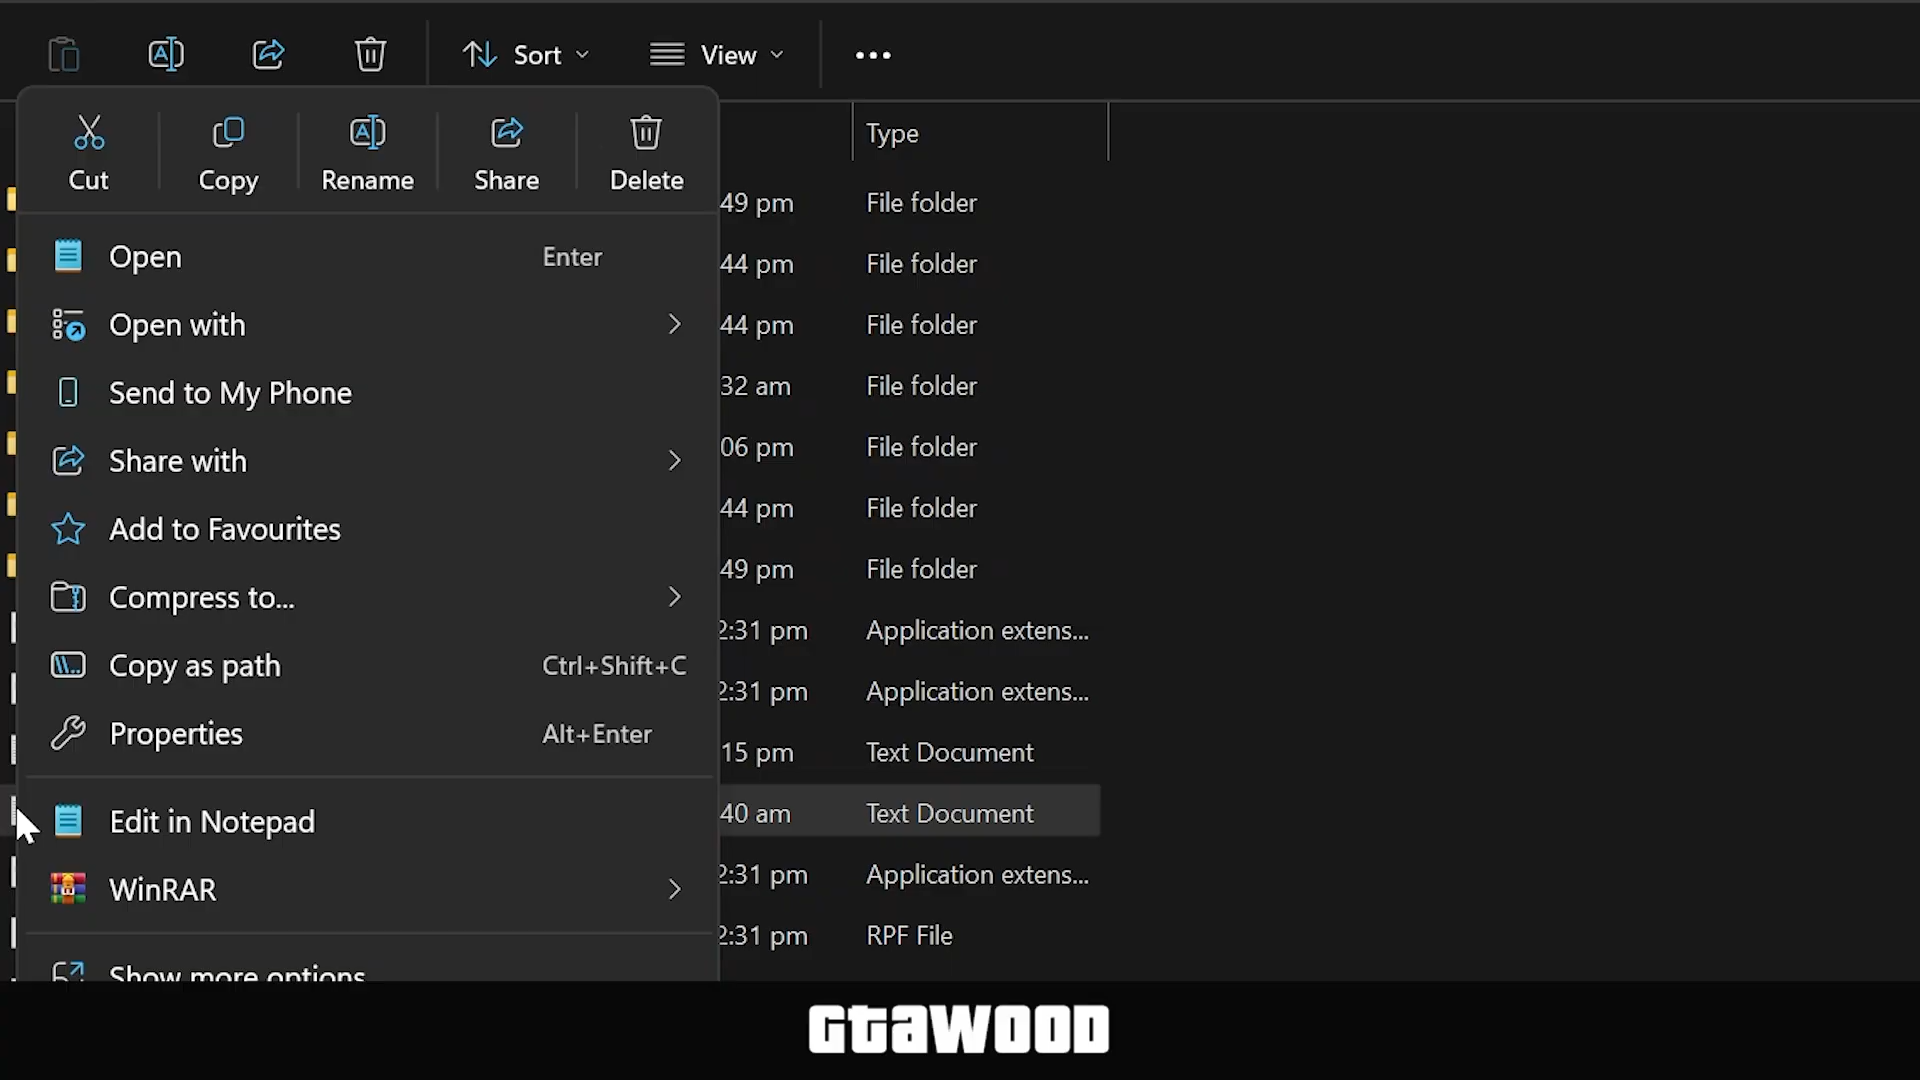 Sort
View
Type
Cut
Copy
Rename
Share
Delete
49 pm File folder
Open Enter
44 pm File folder
Open with
44 pm File folder
Send to My Phone
32 am File folder
Share with
06 pm File folder
Add to Favourites
44 pm File folder
49 pm File folder
Compress to...
2:31 pm Application extens...
Copy as path Ctrl+Shift+C
2:31 pm Application extens...
Properties Alt+Enter
15 pm Text Document
Edit in Notepad
40 am Text Document
WinRAR
2:31 pm Application extens...
2:31 pm RPF File
Show more options
GTAWOOD